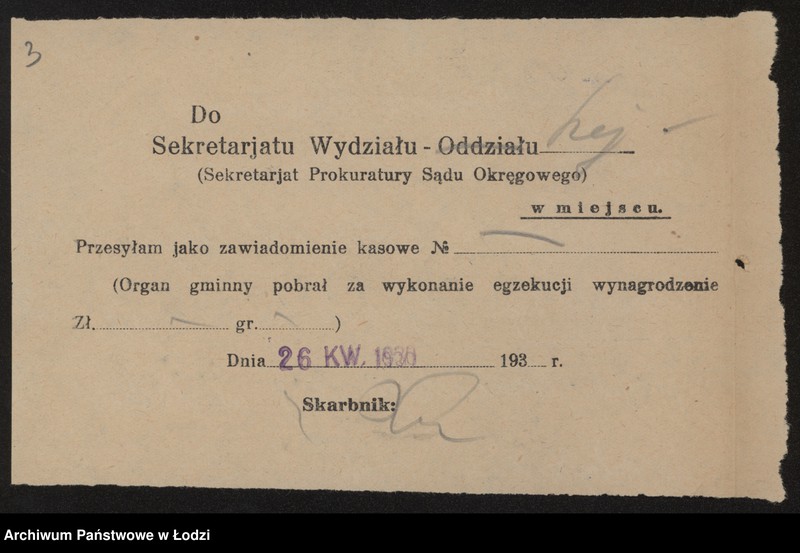 3
Do
Sekretarjatu Wydziału - Oddziału
(Sekretarjat Prokuratury Sądu Okręgowego)
w miejscu.
Przesyłam jako zawiadomienie kasowe №
(Organ gminny pobrał za wykonanie egzekucji wynagrodzenie
Zł. gr. )
Dnia 26 KW. 193 r.
Skarbnik:
Archiwum Państwowe w Łodzi